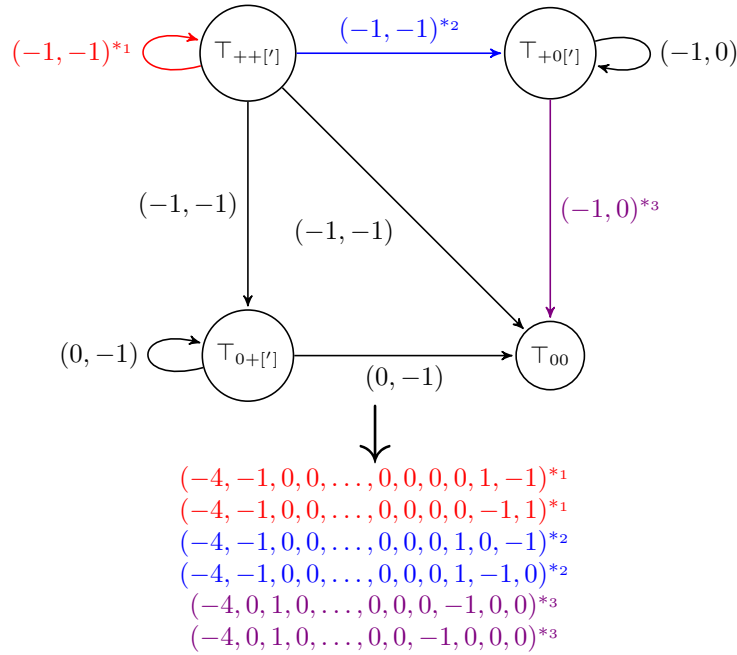 (−1, −1)*₁ ⊤₊₊['] (−1, −1)*₂ ⊤₊₀['] (−1, 0)
(−1, −1) (−1, −1) (−1, 0)*₃
(0, −1) ⊤₀₊['] (0, −1) ⊤₀₀
(−4, −1, 0, 0, . . . , 0, 0, 0, 0, 1, −1)*₁
(−4, −1, 0, 0, . . . , 0, 0, 0, 0, −1, 1)*₁
(−4, −1, 0, 0, . . . , 0, 0, 0, 1, 0, −1)*₂
(−4, −1, 0, 0, . . . , 0, 0, 0, 1, −1, 0)*₂
(−4, 0, 1, 0, . . . , 0, 0, 0, −1, 0, 0)*₃
(−4, 0, 1, 0, . . . , 0, 0, −1, 0, 0, 0)*₃